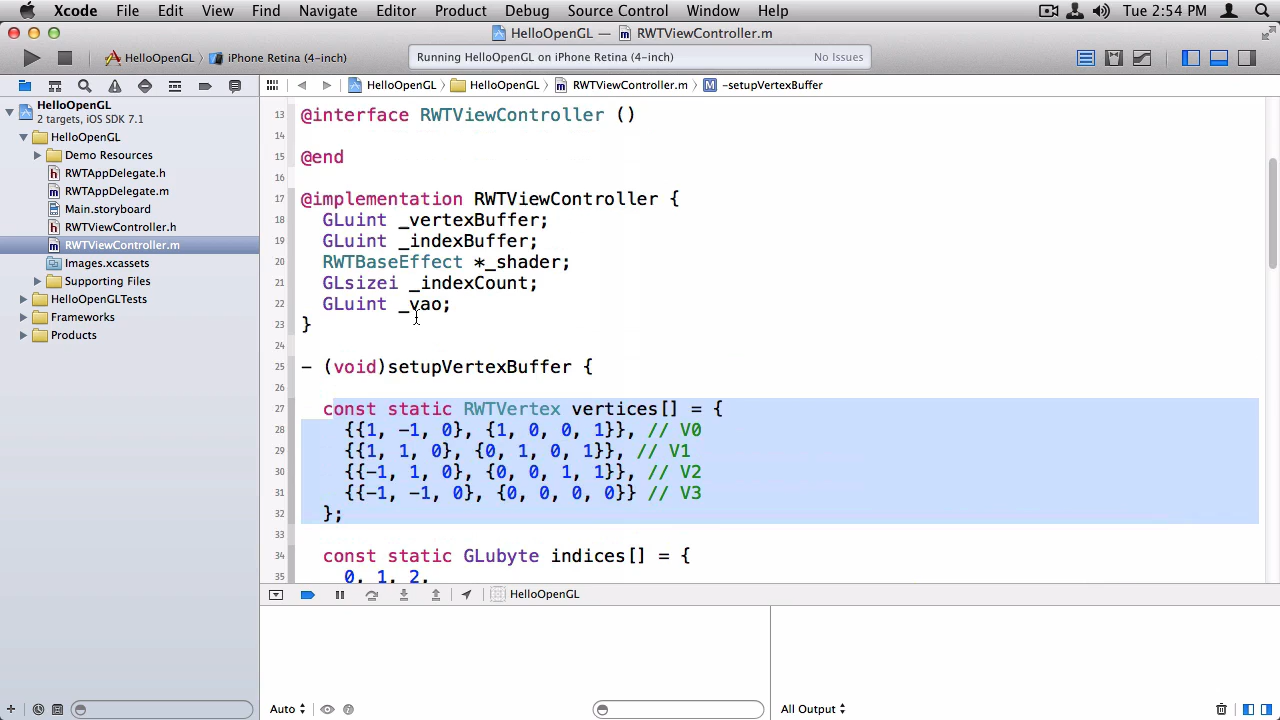 Xcode File Edit View Find Navigate Editor Product Debug Source Control Window Help Tue 2:54 PM
HelloOpenGL — RWTViewController.m
HelloOpenGL iPhone Retina (4-inch) Running HelloOpenGL on iPhone Retina (4-inch) No Issues
HelloOpenGL HelloOpenGL RWTViewController.m M -setupVertexBuffer
HelloOpenGL
2 targets, iOS SDK 7.1
HelloOpenGL
Demo Resources
h RWTAppDelegate.h
m RWTAppDelegate.m
Main.storyboard
h RWTViewController.h
m RWTViewController.m
Images.xcassets
Supporting Files
HelloOpenGLTests
Frameworks
Products
13 @interface RWTViewController ()
14
15 @end
16
17 @implementation RWTViewController {
18 GLuint _vertexBuffer;
19 GLuint _indexBuffer;
20 RWTBaseEffect *_shader;
21 GLsizei _indexCount;
22 GLuint _vao;
23 }
24
25 - (void)setupVertexBuffer {
26
27 const static RWTVertex vertices[] = {
28 {{1, -1, 0}, {1, 0, 0, 1}}, // V0
29 {{1, 1, 0}, {0, 1, 0, 1}}, // V1
30 {{-1, 1, 0}, {0, 0, 1, 1}}, // V2
31 {{-1, -1, 0}, {0, 0, 0, 0}} // V3
32 };
33
34 const static GLubyte indices[] = {
35 0, 1, 2,
HelloOpenGL
Auto All Output